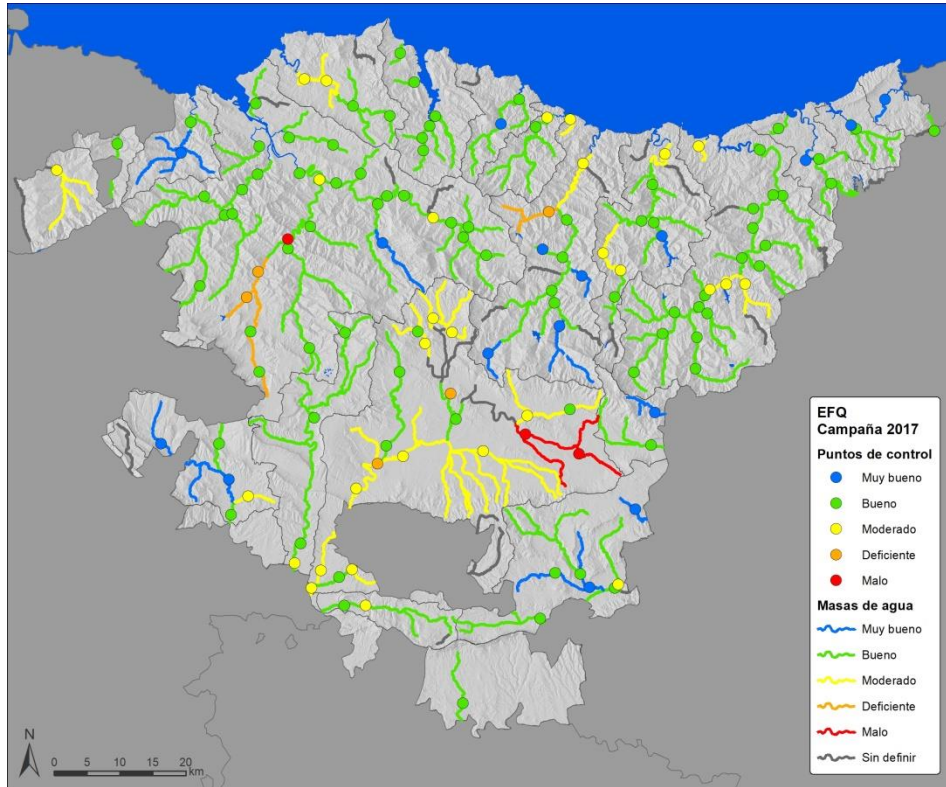 EFQ
Campaña 2017
Puntos de control
Muy bueno
Bueno
Moderado
Deficiente
Malo
Masas de agua
Muy bueno
Bueno
Moderado
Deficiente
Malo
Sin definir
N
0 5 10 20
km